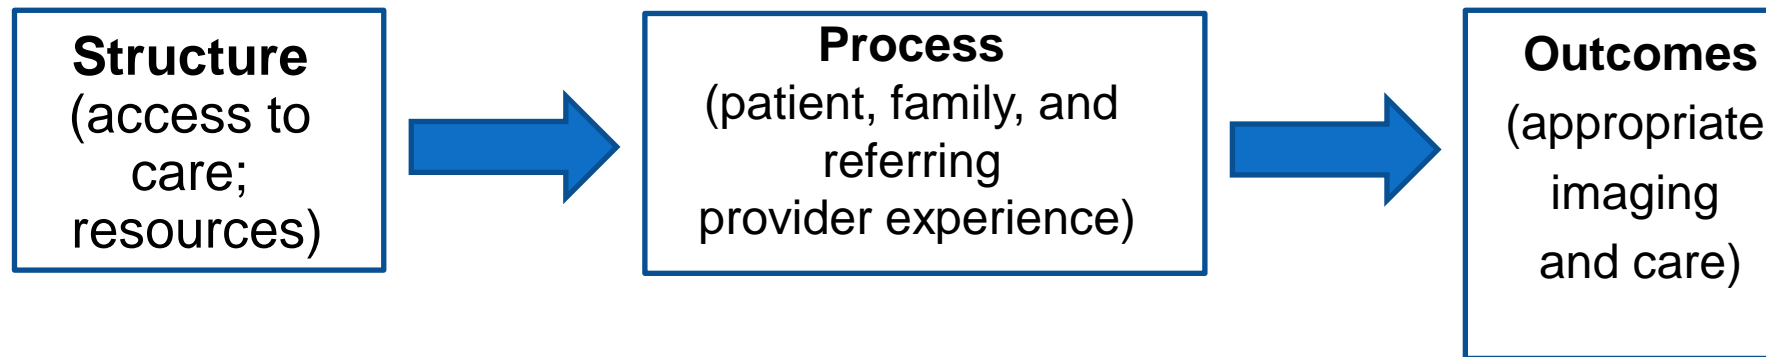 Structure
(access to
care;
resources)
Process
(patient, family, and
referring
provider experience)
Outcomes
(appropriate
imaging
and care)